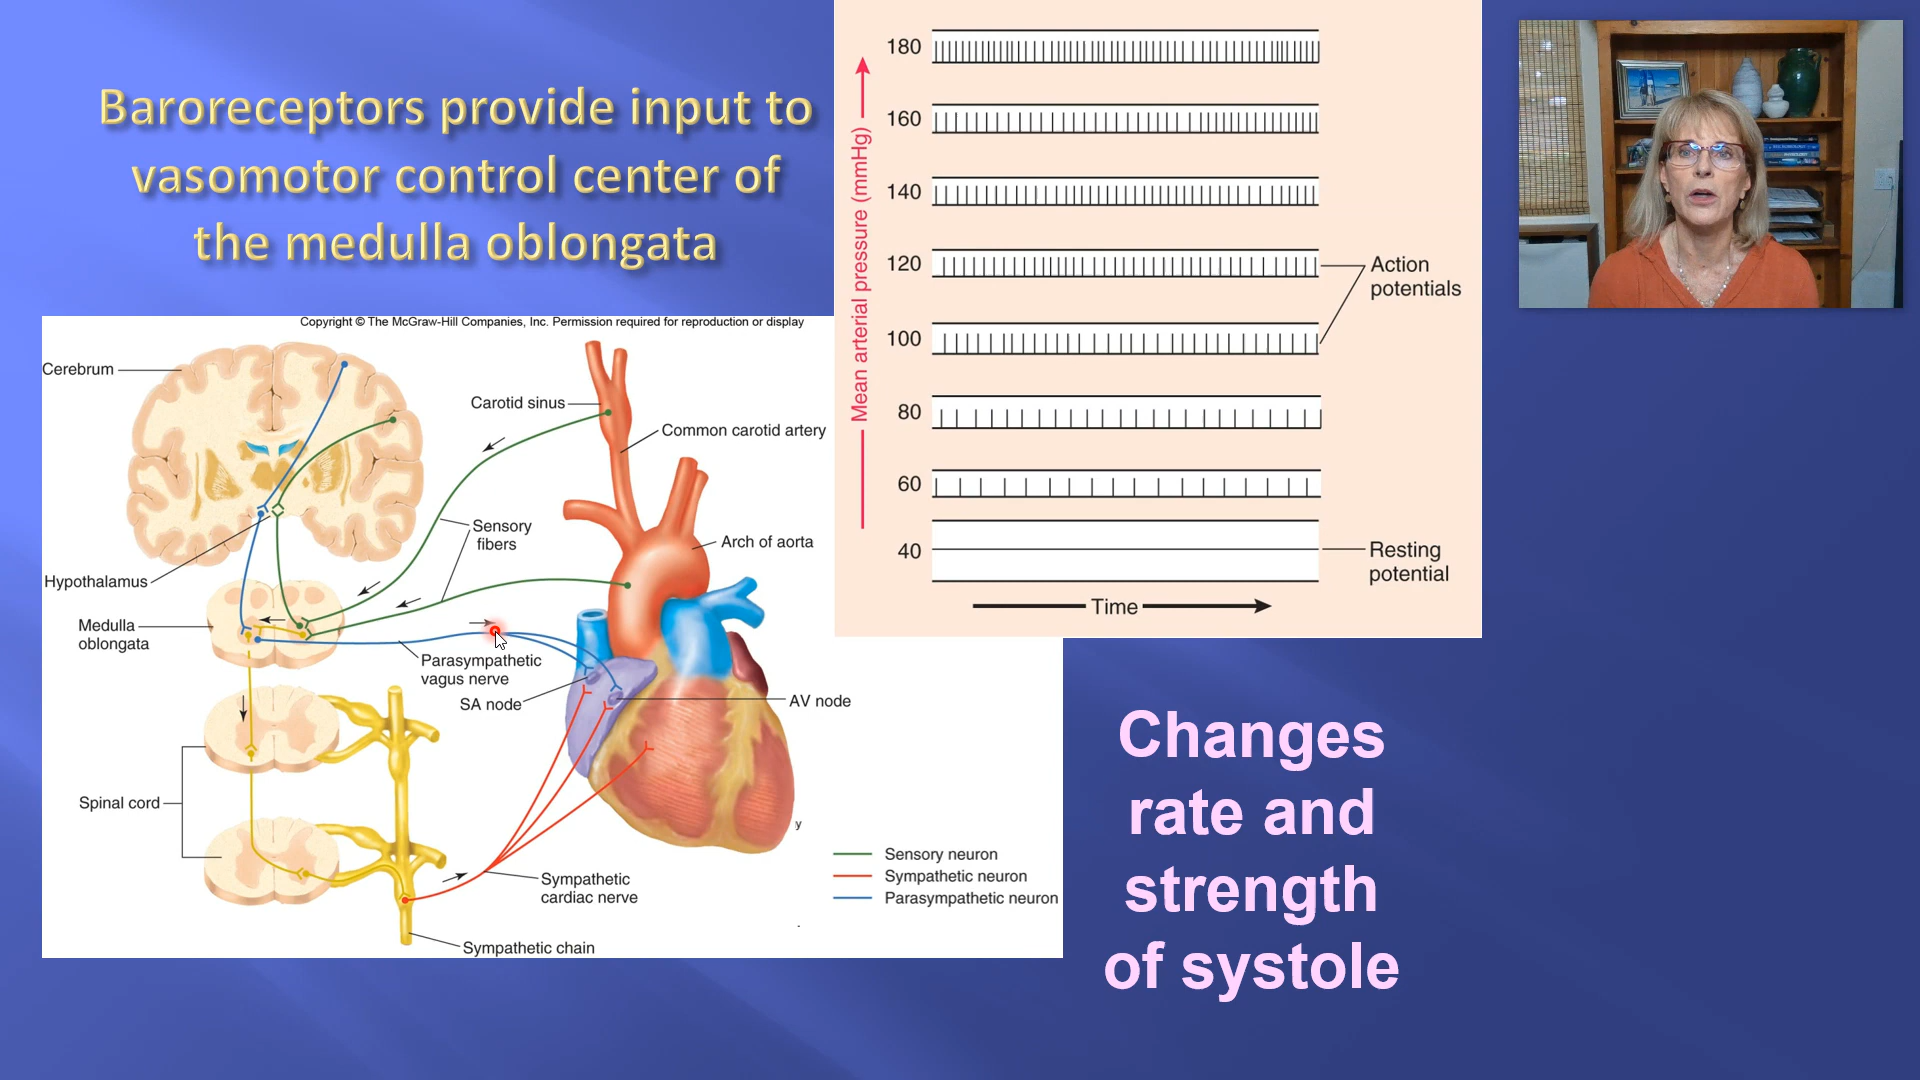 Baroreceptors provide input to
vasomotor control center of
the medulla oblongata
Copyright © The McGraw-Hill Companies, Inc. Permission required for reproduction or display
Cerebrum
Carotid sinus
Common carotid artery
Sensory
fibers
Arch of aorta
Hypothalamus
Medulla
oblongata
Parasympathetic
vagus nerve
SA node
AV node
Spinal cord
y
Sympathetic
cardiac nerve
Sympathetic chain
Sensory neuron
Sympathetic neuron
Parasympathetic neuron
Mean arterial pressure (mmHg)
180
160
140
120
100
80
60
40
Action
potentials
Resting
potential
Time
Changes
rate and
strength
of systole